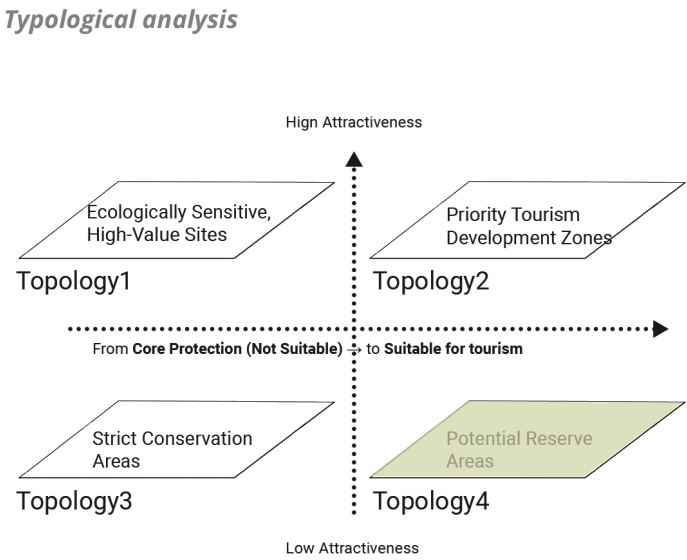 Typological analysis
Hign Attractiveness
Ecologically Sensitive,
High-Value Sites
Priority Tourism
Development Zones
Topology1
Topology2
From Core Protection (Not Suitable) → to Suitable for tourism
Strict Conservation
Areas
Potential Reserve
Areas
Topology3
Topology4
Low Attractiveness